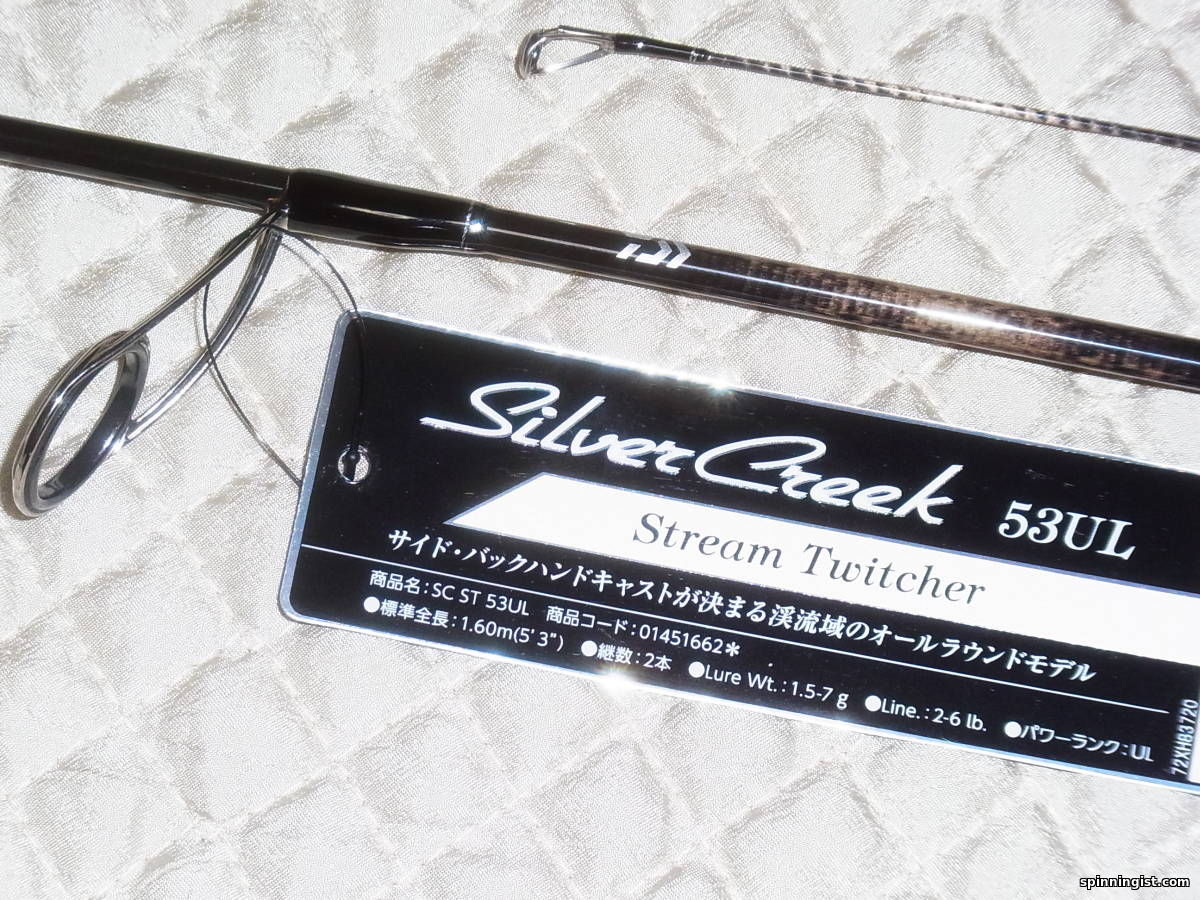 Silver Creek 53UL
Stream Twitcher
サイド・バックハンドキャストが決まる渓流域のオールラウンドモデル
商品名：SC ST 53UL 商品コード：01451662＊
●標準全長：1.60m(5'3") ●継数：2本 ●Lure Wt.：1.5-7 g ●Line.：2-6 lb. ●パワーランク：UL
72XH83720
spinningist.com